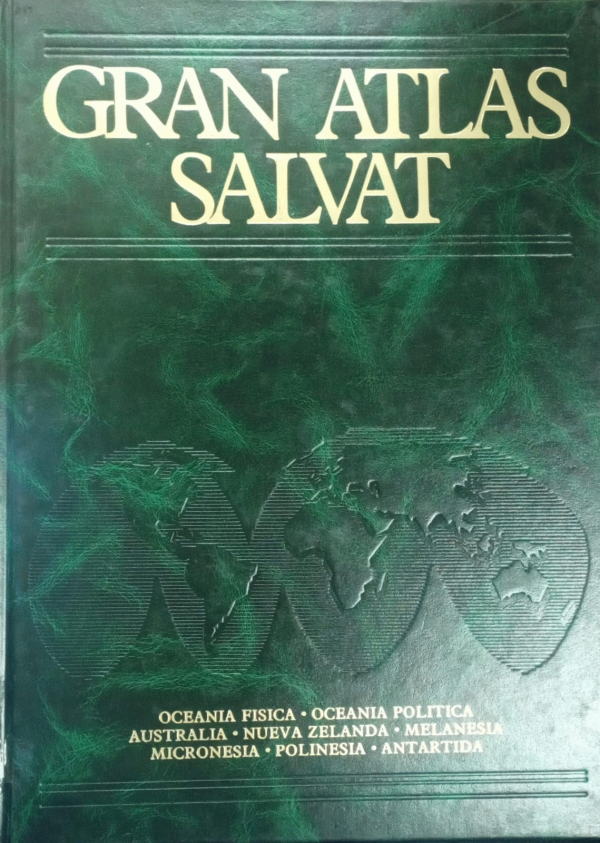 GRAN ATLAS
SALVAT
OCEANIA FISICA • OCEANIA POLITICA
AUSTRALIA • NUEVA ZELANDA • MELANESIA
MICRONESIA • POLINESIA • ANTARTIDA